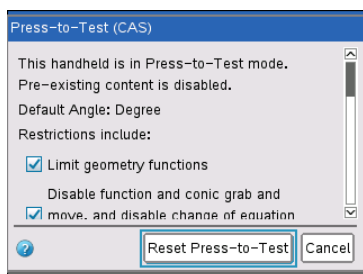 Press-to-Test (CAS)
This handheld is in Press-to-Test mode.
Pre-existing content is disabled.
Default Angle: Degree
Restrictions include:
Limit geometry functions
Disable function and conic grab and
move, and disable change of equation
Reset Press-to-Test
Cancel